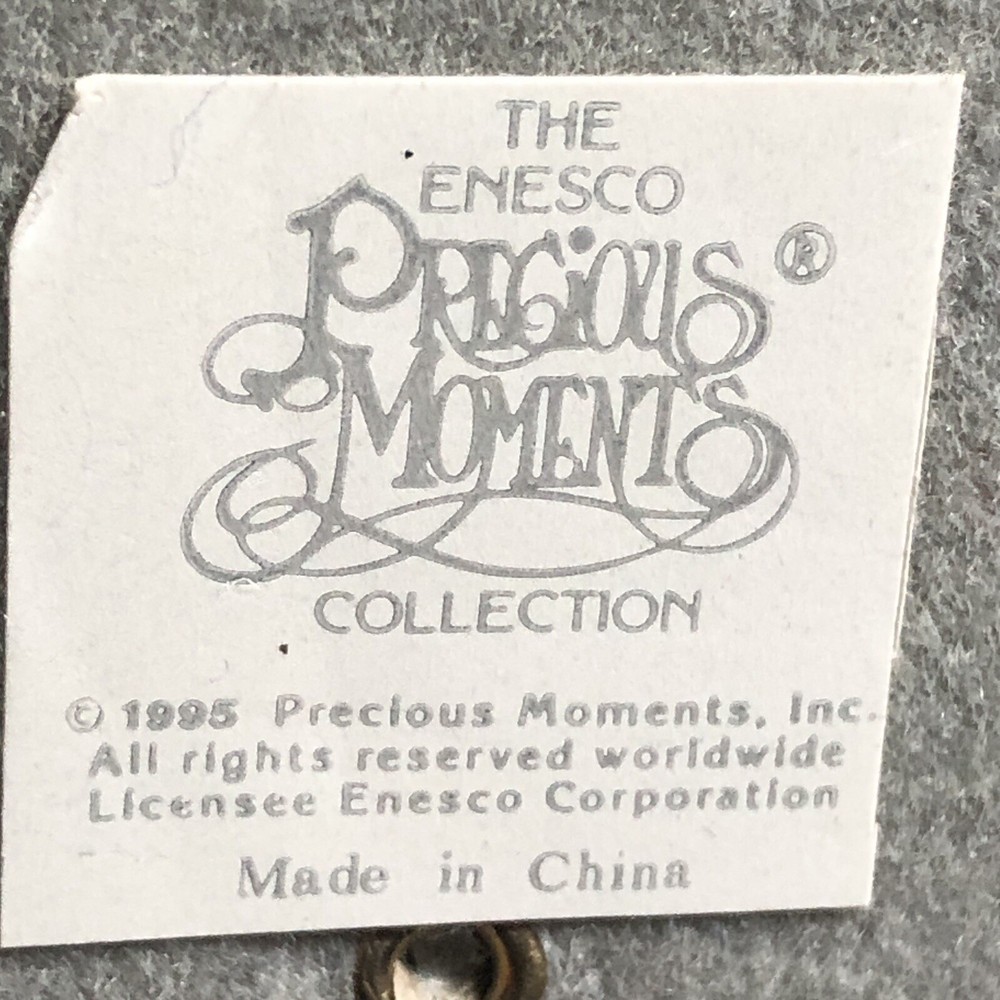 THE
ENESCO
PRECiOUS ®
MOMENTS
COLLECTION
© 1995 Precious Moments, Inc.
All rights reserved worldwide
Licensee Enesco Corporation
Made in China